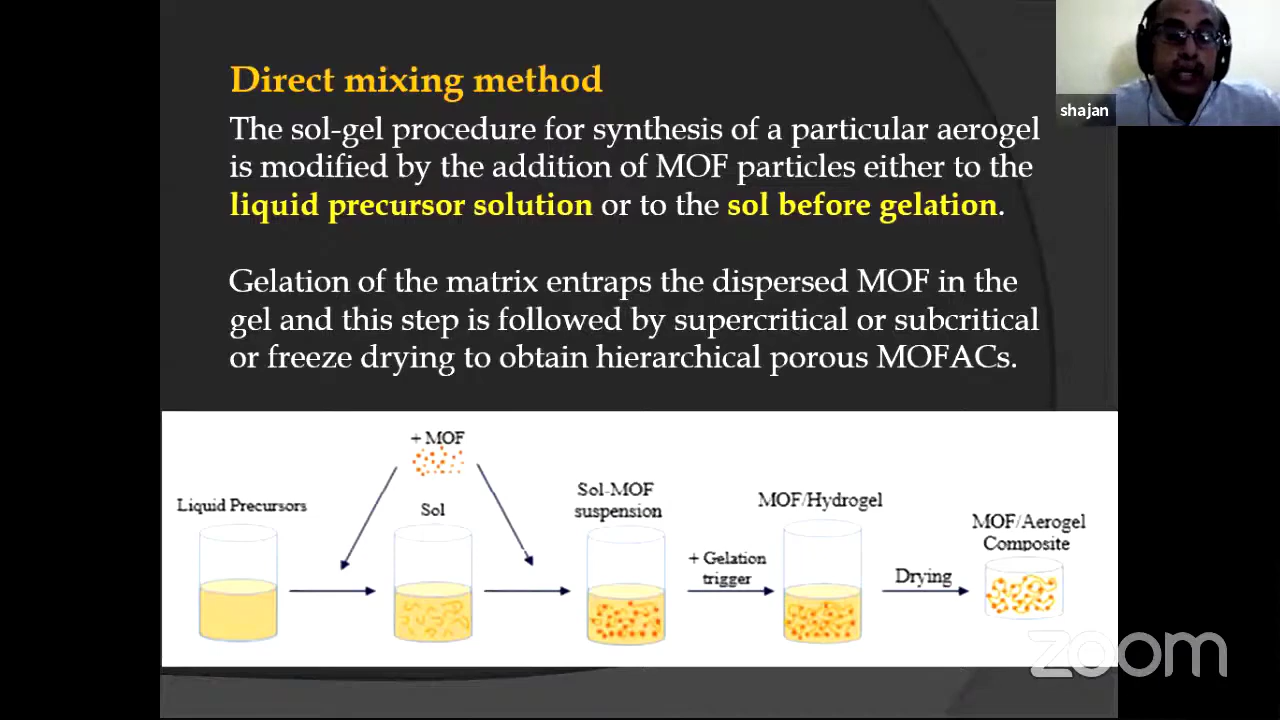 Direct mixing method
The sol-gel procedure for synthesis of a particular aerogel
is modified by the addition of MOF particles either to the
liquid precursor solution or to the sol before gelation.
Gelation of the matrix entraps the dispersed MOF in the
gel and this step is followed by supercritical or subcritical
or freeze drying to obtain hierarchical porous MOFACs.
shajan
+ MOF
Liquid Precursors
Sol
Sol-MOF
suspension
+ Gelation
trigger
MOF/Hydrogel
Drying
MOF/Aerogel
Composite
zoom